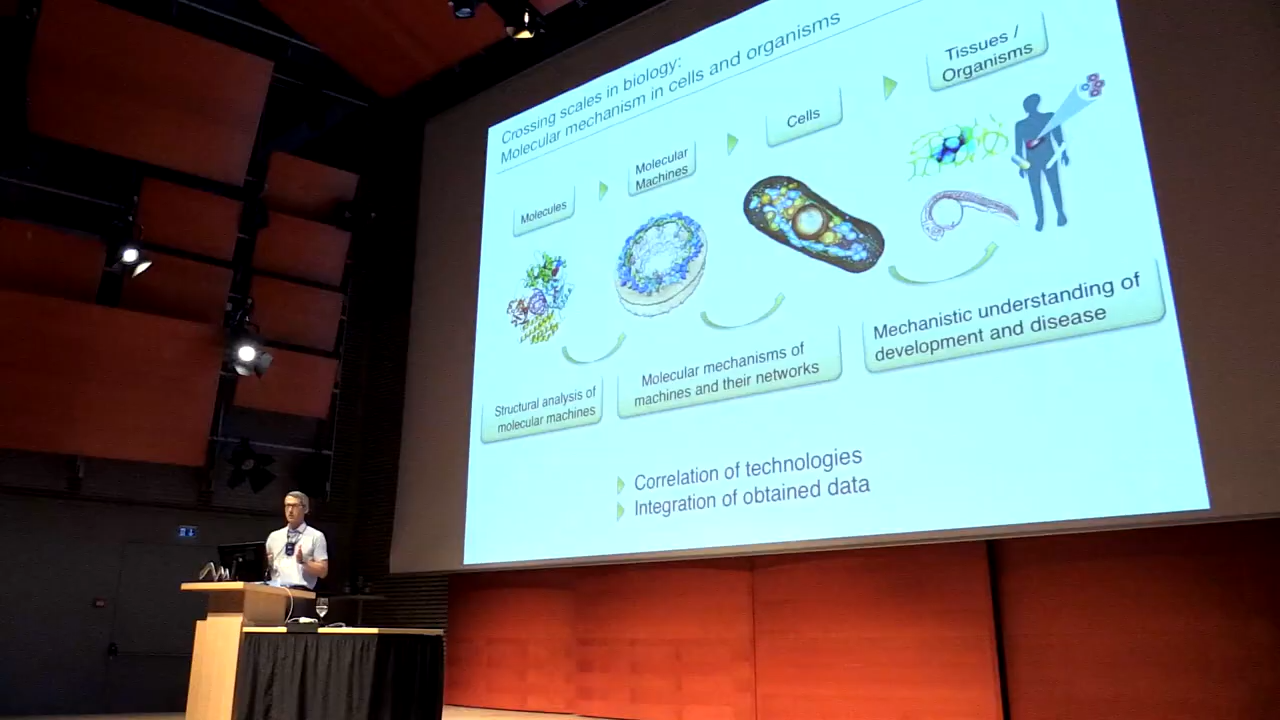 Crossing scales in biology:
Molecular mechanism in cells and organisms
Molecules
Molecular
Machines
Cells
Tissues /
Organisms
Structural analysis of
molecular machines
Molecular mechanisms of
machines and their networks
Mechanistic understanding of
development and disease
Correlation of technologies
Integration of obtained data